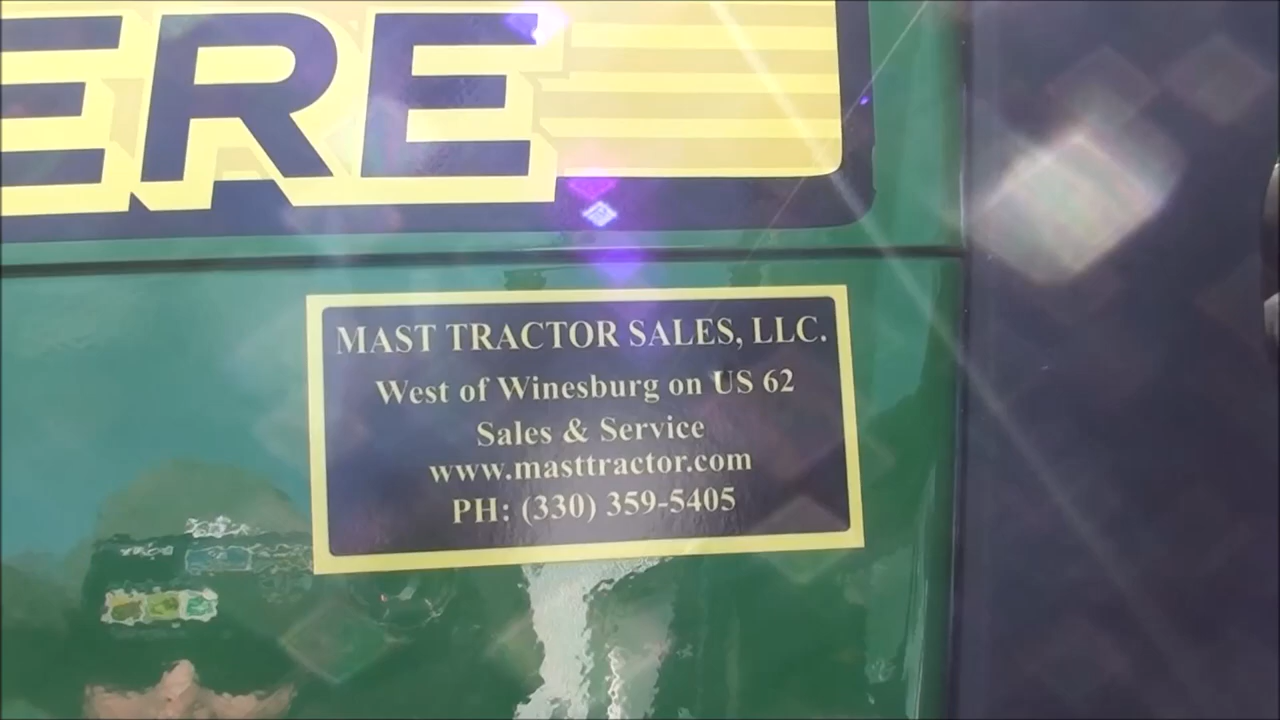 ERE
MAST TRACTOR SALES, LLC.
West of Winesburg on US 62
Sales & Service
www.masttractor.com
PH: (330) 359-5405